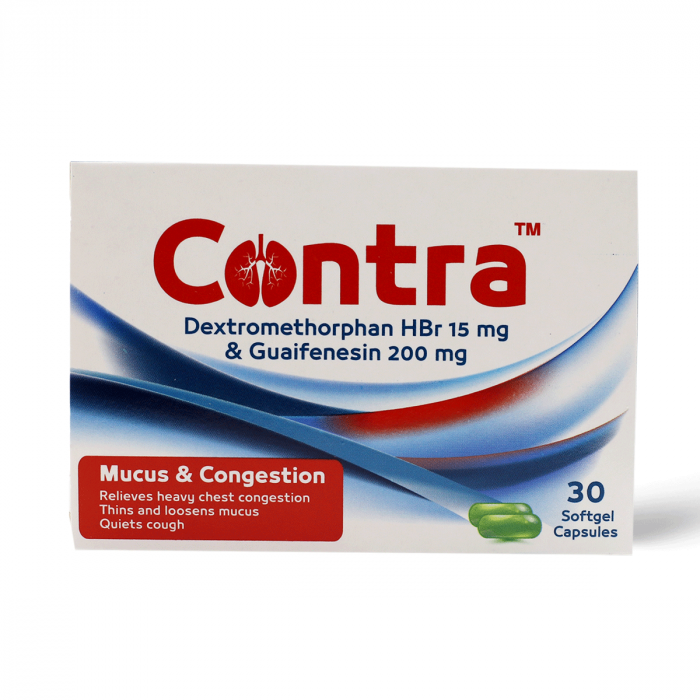 Contra™
Dextromethorphan HBr 15 mg
& Guaifenesin 200 mg
Mucus & Congestion
Relieves heavy chest congestion
Thins and loosens mucus
Quiets cough
30
Softgel
Capsules